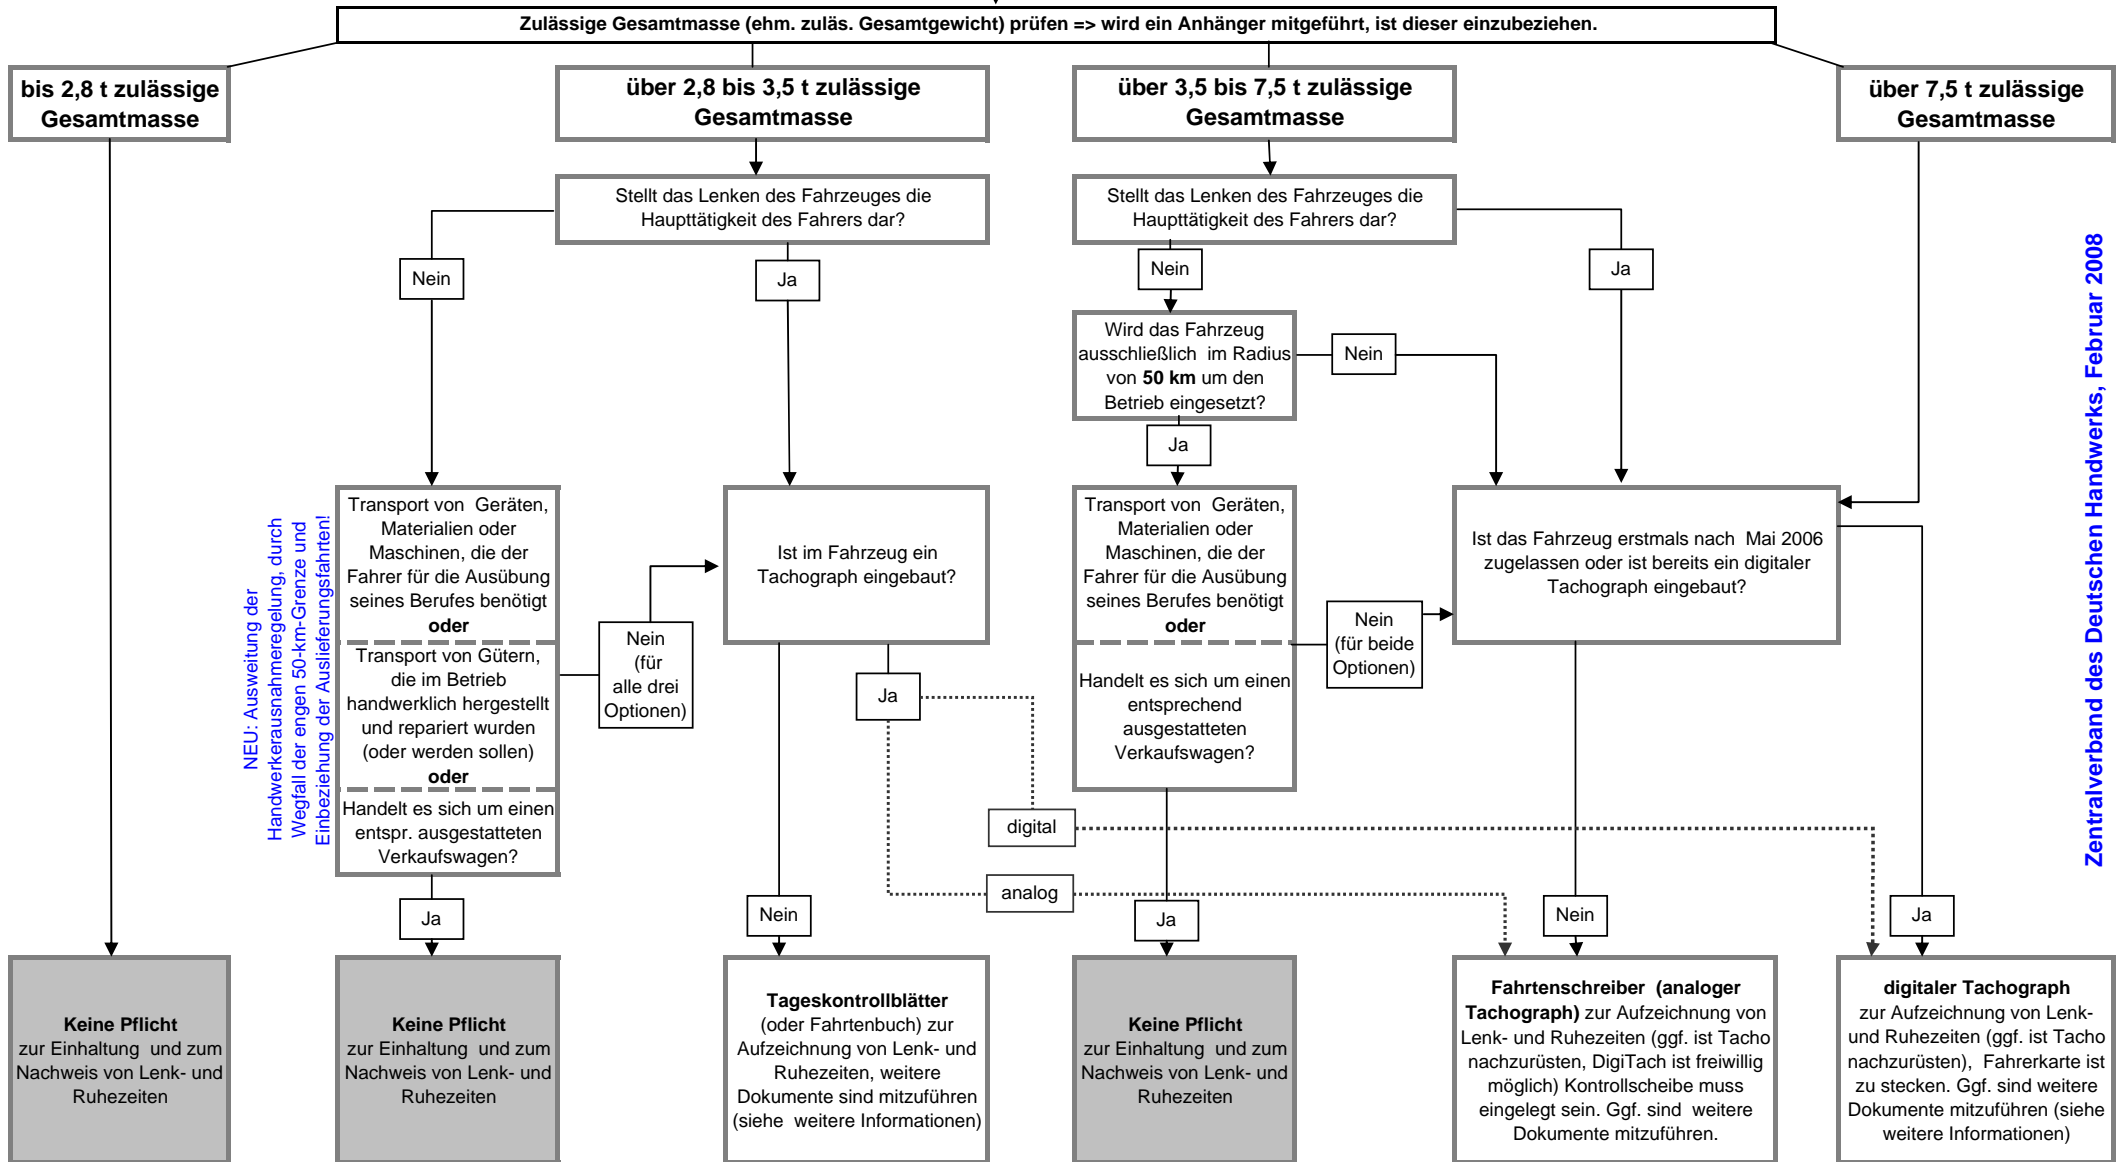 Zulässige Gesamtmasse (ehm. zuläs. Gesamtgewicht) prüfen => wird ein Anhänger mitgeführt, ist dieser einzubeziehen.
bis 2,8 t zulässige
Gesamtmasse
über 2,8 bis 3,5 t zulässige
Gesamtmasse
über 3,5 bis 7,5 t zulässige
Gesamtmasse
über 7,5 t zulässige
Gesamtmasse
Stellt das Lenken des Fahrzeuges die
Haupttätigkeit des Fahrers dar?
Stellt das Lenken des Fahrzeuges die
Haupttätigkeit des Fahrers dar?
Nein
Ja
Nein
Ja
Wird das Fahrzeug
ausschließlich im Radius
von 50 km um den
Betrieb eingesetzt?
Nein
Ja
NEU: Ausweitung der
Handwerkerausnahmeregelung, durch
Wegfall der engen 50-km-Grenze und
Einbeziehung der Auslieferungsfahrten!
Transport von Geräten,
Materialien oder
Maschinen, die der
Fahrer für die Ausübung
seines Berufes benötigt
oder
Transport von Gütern,
die im Betrieb
handwerklich hergestellt
und repariert wurden
(oder werden sollen)
oder
Handelt es sich um einen
entspr. ausgestatteten
Verkaufswagen?
Nein
(für
alle drei
Optionen)
Ist im Fahrzeug ein
Tachograph eingebaut?
Ja
Transport von Geräten,
Materialien oder
Maschinen, die der
Fahrer für die Ausübung
seines Berufes benötigt
oder
Handelt es sich um einen
entsprechend
ausgestatteten
Verkaufswagen?
Nein
(für beide
Optionen)
Ist das Fahrzeug erstmals nach Mai 2006
zugelassen oder ist bereits ein digitaler
Tachograph eingebaut?
digital
analog
Ja
Nein
Ja
Nein
Ja
Keine Pflicht
zur Einhaltung und zum
Nachweis von Lenk- und
Ruhezeiten
Keine Pflicht
zur Einhaltung und zum
Nachweis von Lenk- und
Ruhezeiten
Tageskontrollblätter
(oder Fahrtenbuch) zur
Aufzeichnung von Lenk- und
Ruhezeiten, weitere
Dokumente sind mitzuführen
(siehe weitere Informationen)
Keine Pflicht
zur Einhaltung und zum
Nachweis von Lenk- und
Ruhezeiten
Fahrtenschreiber (analoger
Tachograph) zur Aufzeichnung von
Lenk- und Ruhezeiten (ggf. ist Tacho
nachzurüsten, DigiTach ist freiwillig
möglich) Kontrollscheibe muss
eingelegt sein. Ggf. sind weitere
Dokumente mitzuführen.
digitaler Tachograph
zur Aufzeichnung von Lenk-
und Ruhezeiten (ggf. ist Tacho
nachzurüsten), Fahrerkarte ist
zu stecken. Ggf. sind weitere
Dokumente mitzuführen (siehe
weitere Informationen)
Zentralverband des Deutschen Handwerks, Februar 2008